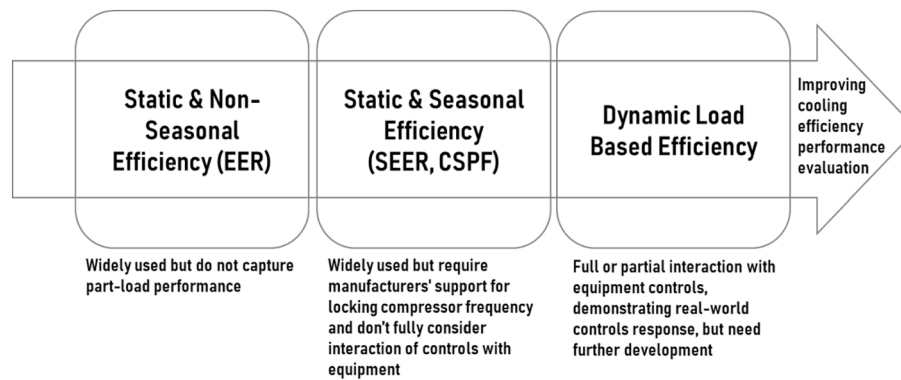 Static & Non-
Seasonal
Efficiency (EER)
Static & Seasonal
Efficiency
(SEER, CSPF)
Dynamic Load
Based Efficiency
Improving
cooling
efficiency
performance
evaluation
Widely used but do not capture
part-load performance
Widely used but require
manufacturers' support for
locking compressor frequency
and don't fully consider
interaction of controls with
equipment
Full or partial interaction with
equipment controls,
demonstrating real-world
controls response, but need
further development